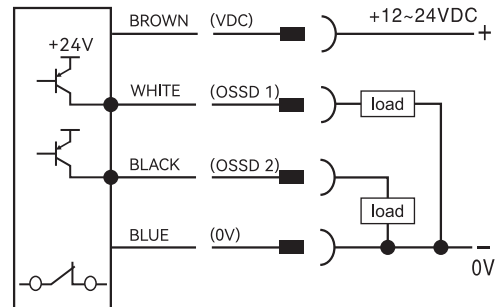 BROWN (VDC) +12~24VDC
+
+24V
WHITE (OSSD 1) load
BLACK (OSSD 2)
load
BLUE (0V) −
0V